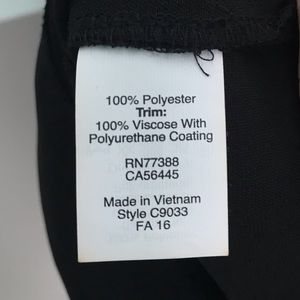 100% Polyester
Trim:
100% Viscose With
Polyurethane Coating
RN77388
CA56445
Made in Vietnam
Style C9033
FA 16